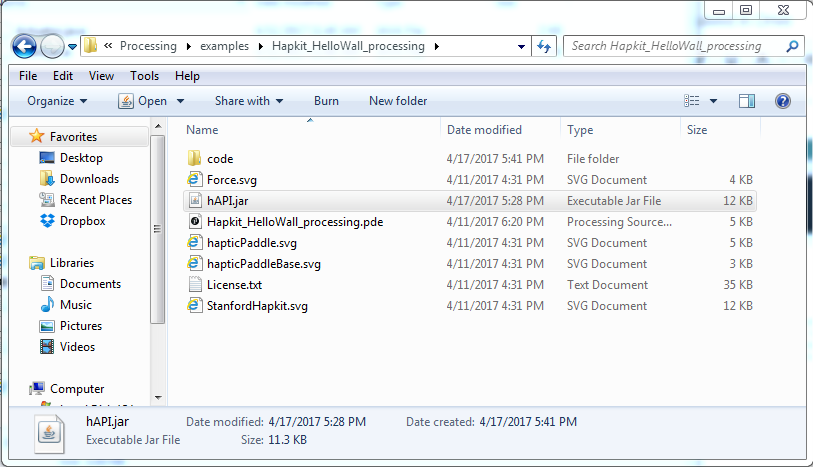 « Processing ▸ examples ▸ Hapkit_HelloWall_processing ▸
Search Hapkit_HelloWall_processing
File Edit View Tools Help
Organize Open Share with Burn New folder
Favorites
Desktop
Downloads
Recent Places
Dropbox
Libraries
Documents
Music
Pictures
Videos
Computer
Name Date modified Type Size
code 4/17/2017 5:41 PM File folder
Force.svg 4/11/2017 4:31 PM SVG Document 4 KB
hAPI.jar 4/17/2017 5:28 PM Executable Jar File 12 KB
Hapkit_HelloWall_processing.pde 4/11/2017 6:20 PM Processing Source... 5 KB
hapticPaddle.svg 4/11/2017 4:31 PM SVG Document 5 KB
hapticPaddleBase.svg 4/11/2017 4:31 PM SVG Document 3 KB
License.txt 4/11/2017 4:31 PM Text Document 35 KB
StanfordHapkit.svg 4/11/2017 4:31 PM SVG Document 12 KB
hAPI.jar Date modified: 4/17/2017 5:28 PM Date created: 4/17/2017 5:41 PM
Executable Jar File Size: 11.3 KB